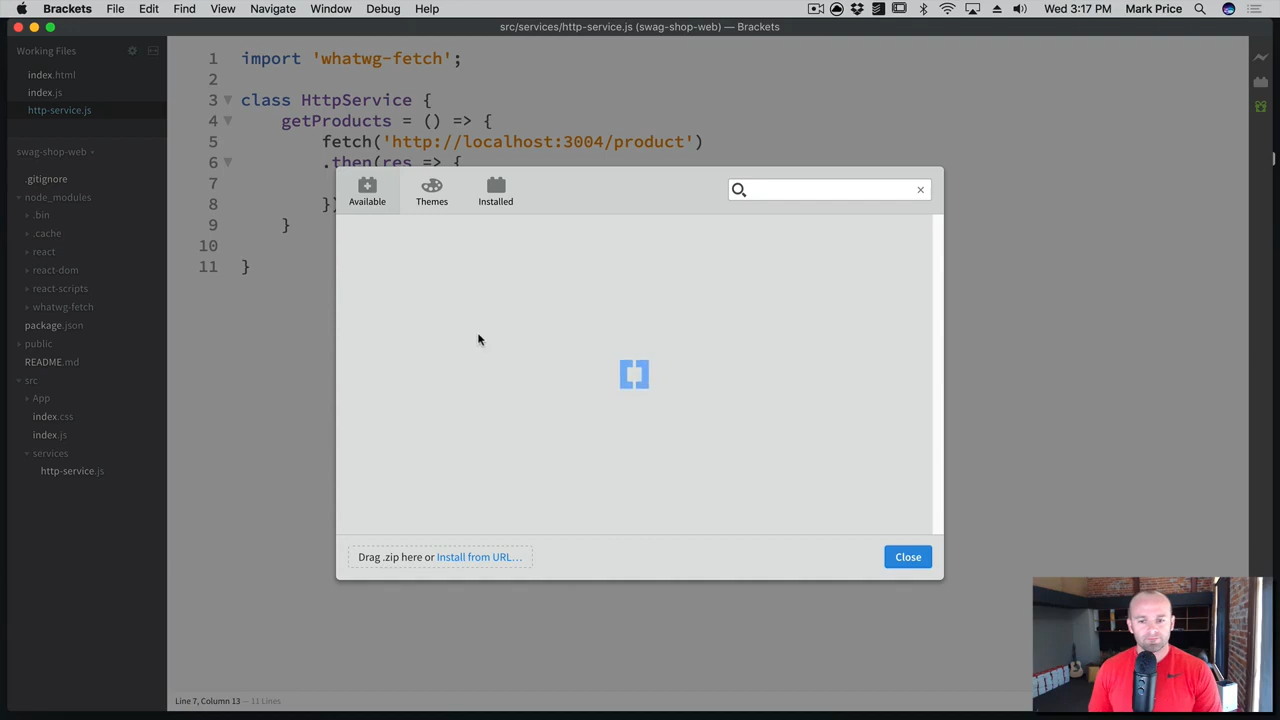 Brackets File Edit Find View Navigate Window Debug Help Wed 3:17 PM Mark Price
src/services/http-service.js (swag-shop-web) — Brackets
Working Files
index.html
index.js
http-service.js
swag-shop-web
.gitignore
node_modules
.bin
.cache
react
react-dom
react-scripts
whatwg-fetch
package.json
public
README.md
src
App
index.css
index.js
services
http-service.js
1 import 'whatwg-fetch';
2
3 class HttpService {
4 getProducts = () => {
5 fetch('http://localhost:3004/product')
6 .then(res => {
7
8 })
9 }
10
11 }
Available Themes Installed
Drag .zip here or Install from URL...
Close
Line 7, Column 13 — 11 Lines